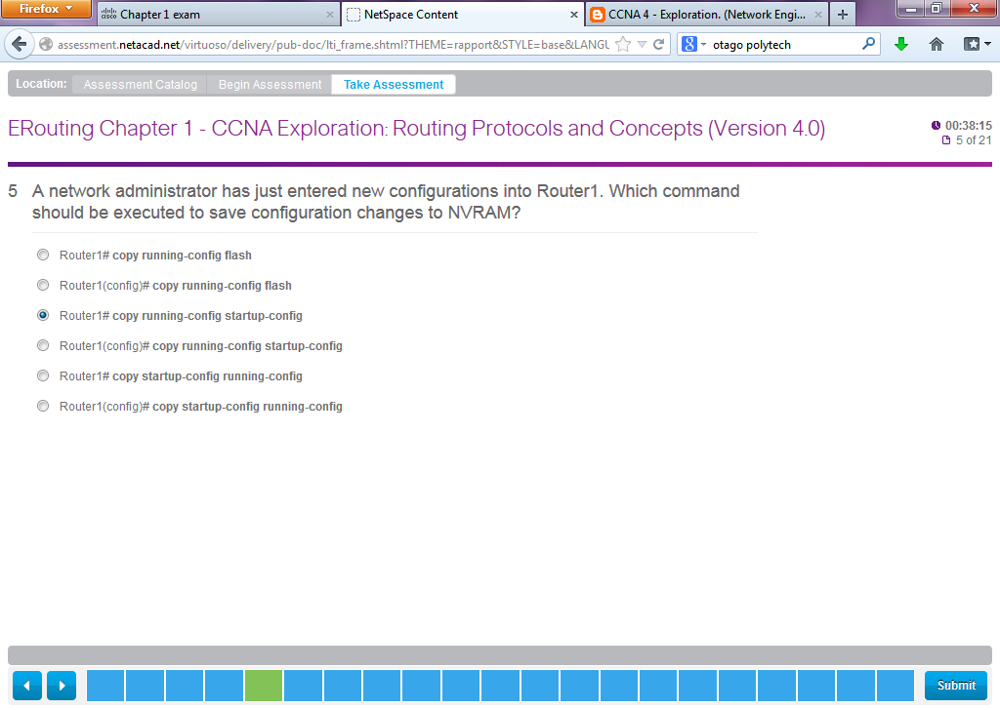 Firefox
Chapter 1 exam
NetSpace Content
CCNA 4 - Exploration. (Network Engi...
assessment.netacad.net/virtuoso/delivery/pub-doc/lti_frame.shtml?THEME=rapport&STYLE=base&LANGU
8
otago polytech
Location:
Assessment Catalog
Begin Assessment
Take Assessment
ERouting Chapter 1 - CCNA Exploration: Routing Protocols and Concepts (Version 4.0)
00:38:15
5 of 21
5 A network administrator has just entered new configurations into Router1. Which command
should be executed to save configuration changes to NVRAM?
Router1# copy running-config flash
Router1(config)# copy running-config flash
Router1# copy running-config startup-config
Router1(config)# copy running-config startup-config
Router1# copy startup-config running-config
Router1(config)# copy startup-config running-config
Submit